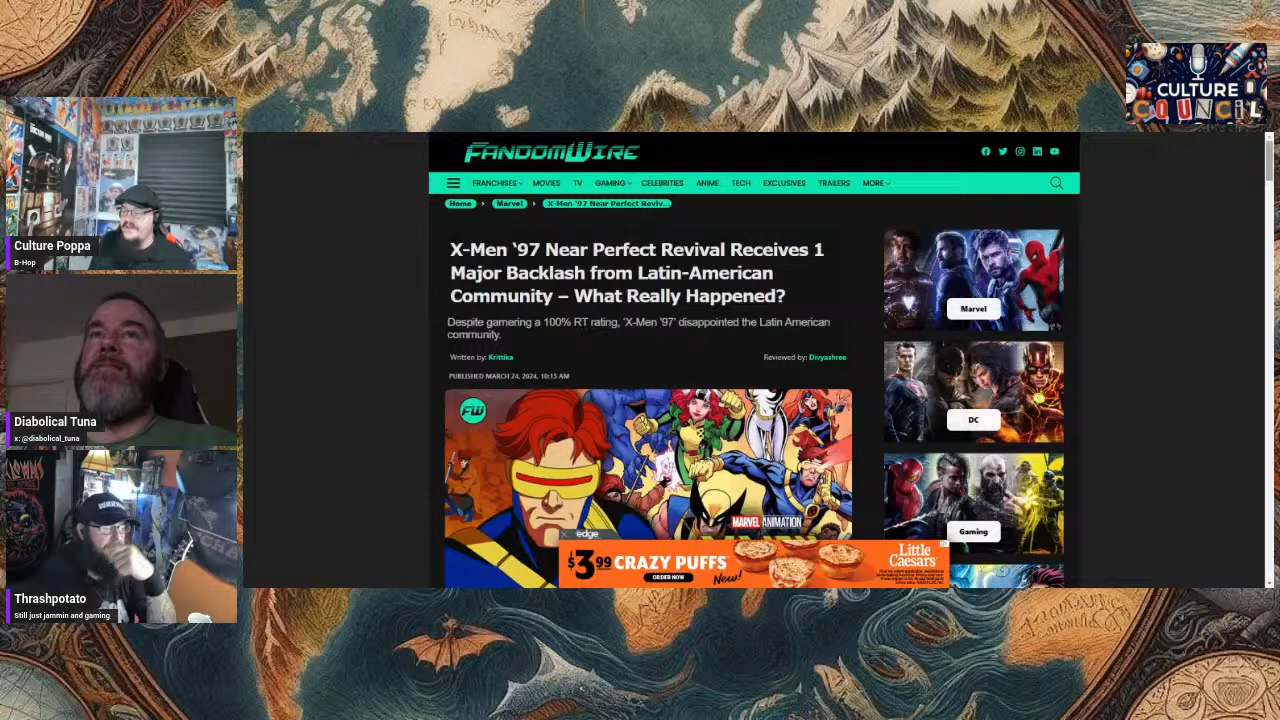 CULTURE
COUNCIL
FANDOMWIRE
FRANCHISES MOVIES TV GAMING CELEBRITIES ANIME TECH EXCLUSIVES TRAILERS MORE
Home > Marvel > X-Men '97 Near Perfect Reviv...
X-Men ‘97 Near Perfect Revival Receives 1
Major Backlash from Latin-American
Community – What Really Happened?
Despite garnering a 100% RT rating, 'X-Men '97' disappointed the Latin American
community.
Written by: Krittika
Reviewed by: Divyashree
PUBLISHED MARCH 24, 2024, 10:15 AM
FW
MARVEL ANIMATION
edge
$3.99 CRAZY PUFFS
ORDER NOW
New!
Little
Caesars
Marvel
DC
Gaming
Culture Poppa
B-Hop
Diabolical Tuna
x: @diabolical_tuna
Thrashpotato
Still just jammin and gaming